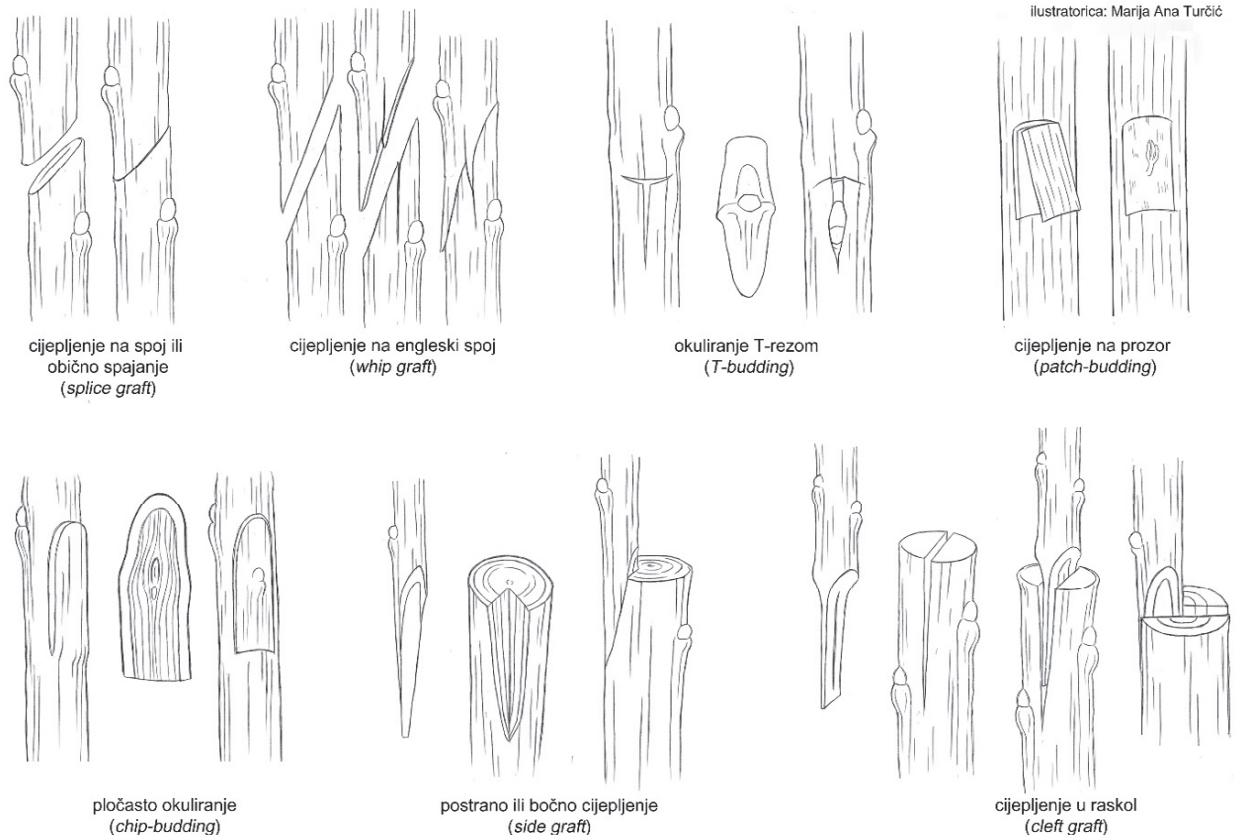 ilustratorica: Marija Ana Turčić
cijepljenje na spoj ili
obično spajanje
(splice graft)
cijepljenje na engleski spoj
(whip graft)
okuliranje T-rezom
(T-budding)
cijepljenje na prozor
(patch-budding)
pločasto okuliranje
(chip-budding)
postrano ili bočno cijepljenje
(side graft)
cijepljenje u raskol
(cleft graft)